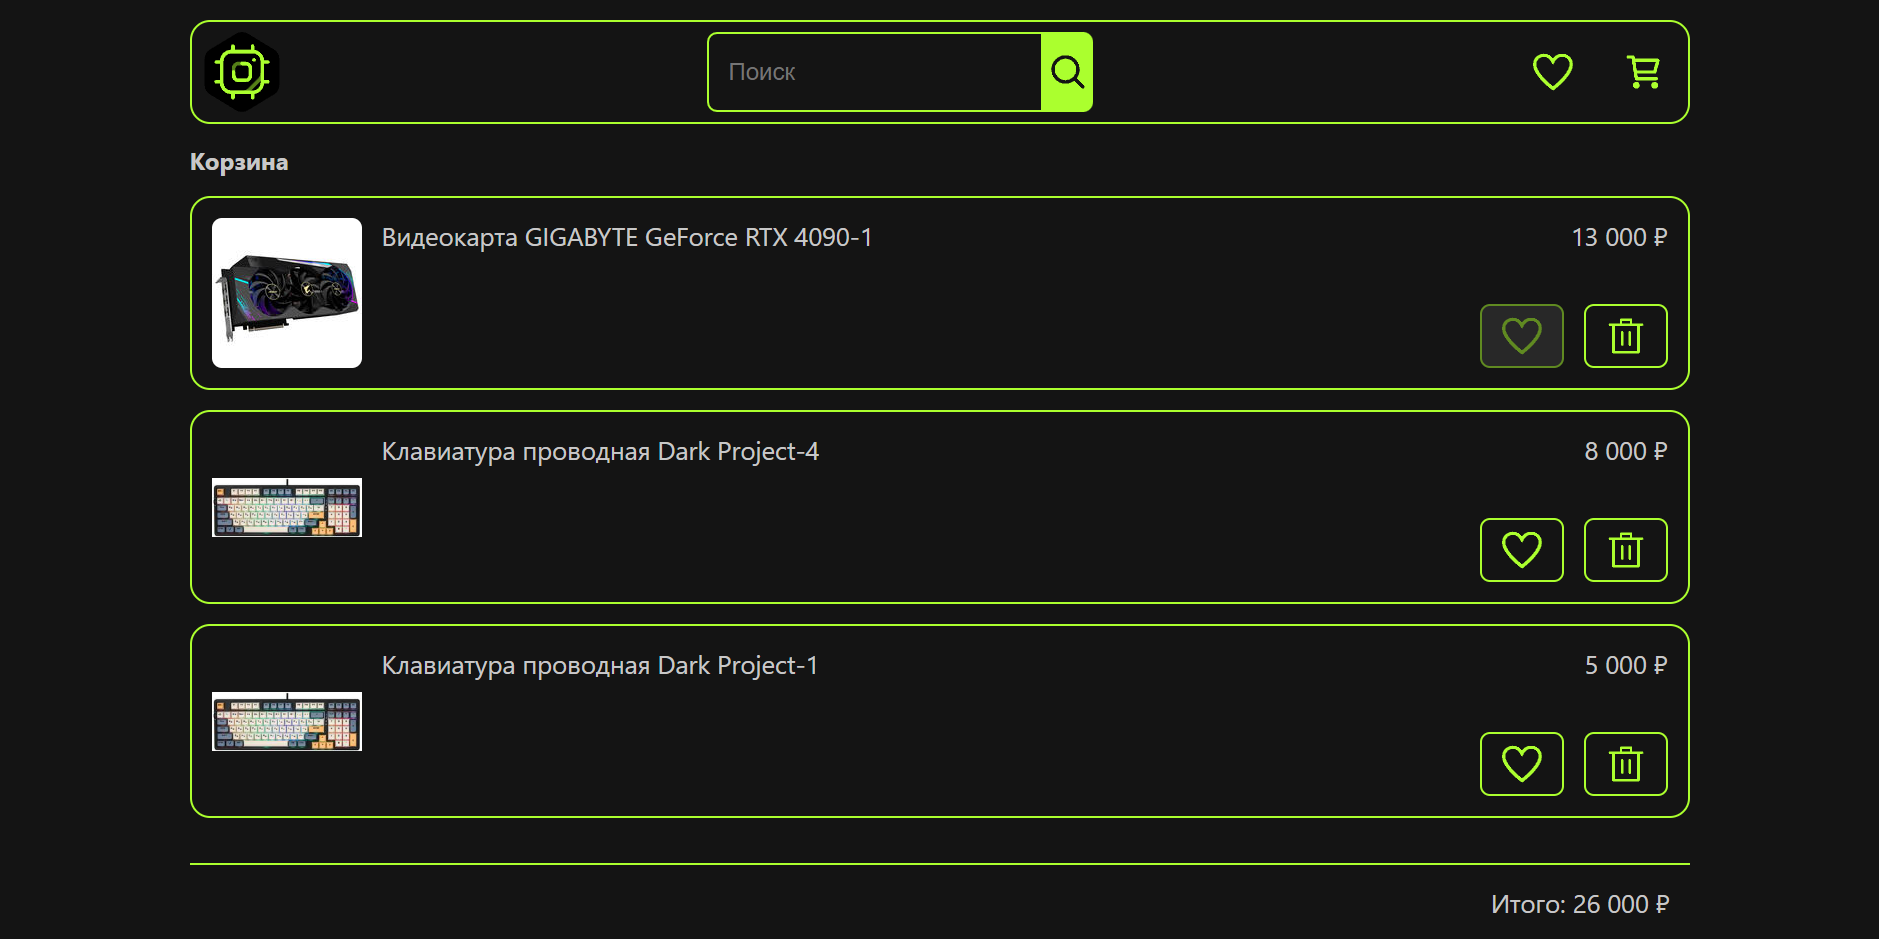 Поиск
Корзина
Видеокарта GIGABYTE GeForce RTX 4090-1
13 000 ₽
Клавиатура проводная Dark Project-4
8 000 ₽
Клавиатура проводная Dark Project-1
5 000 ₽
Итого: 26 000 ₽